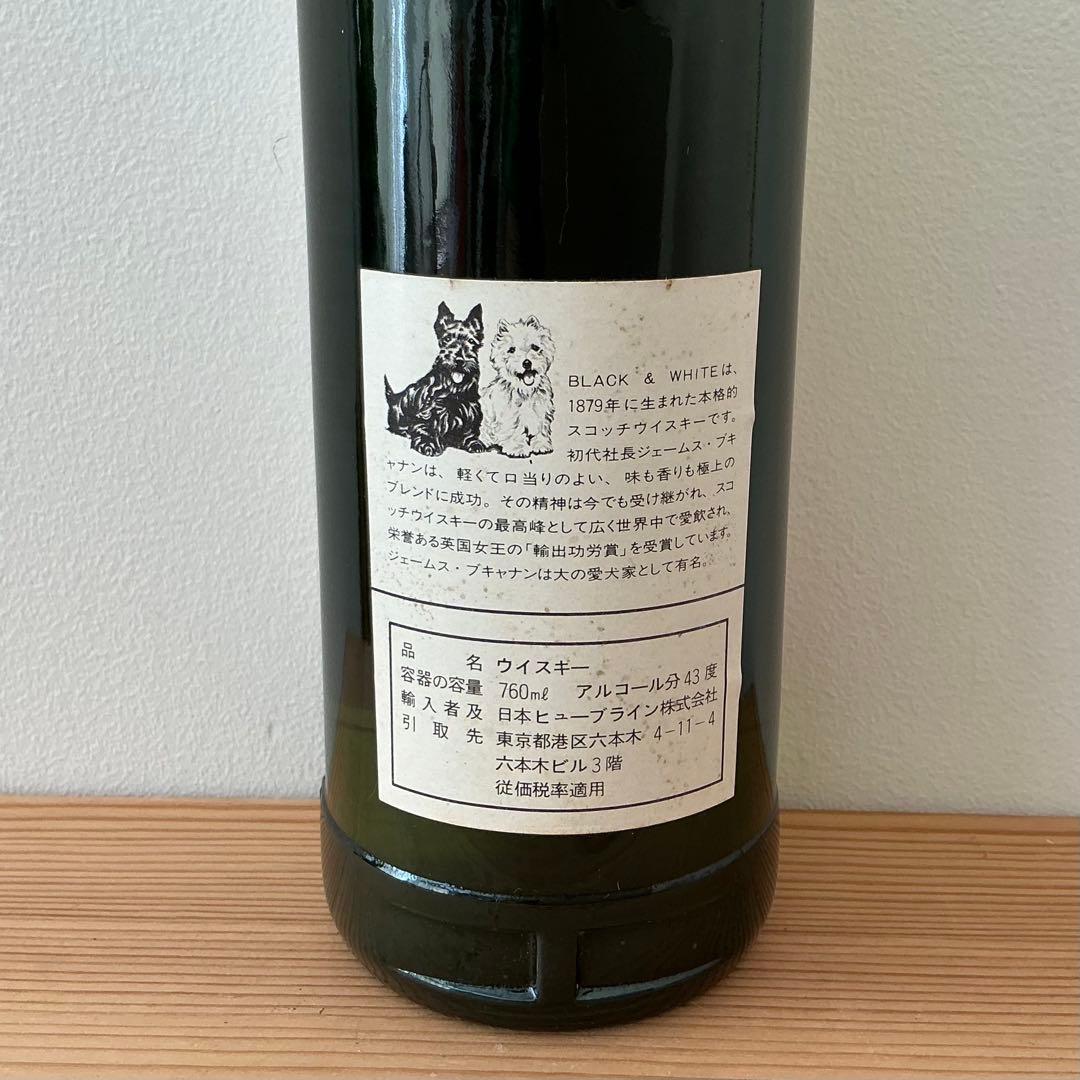 BLACK & WHITEは、
1879年に生まれた本格的
スコッチウイスキーです。
初代社長ジェームス・ブキ
ャナンは、軽くて口当りのよい、味も香りも極上の
ブレンドに成功。その精神は今でも受け継がれ、スコ
ッチウイスキーの最高峰として広く世界中で愛飲され、
栄誉ある英国女王の「輸出功労賞」を受賞しています。
ジェームス・ブキャナンは大の愛犬家として有名。
品名 ウイスキー
容器の容量 760ml アルコール分43度
輸入者及 日本ヒューブライン株式会社
引取先 東京都港区六本木 4-11-4
六本木ビル3階
従価税率適用